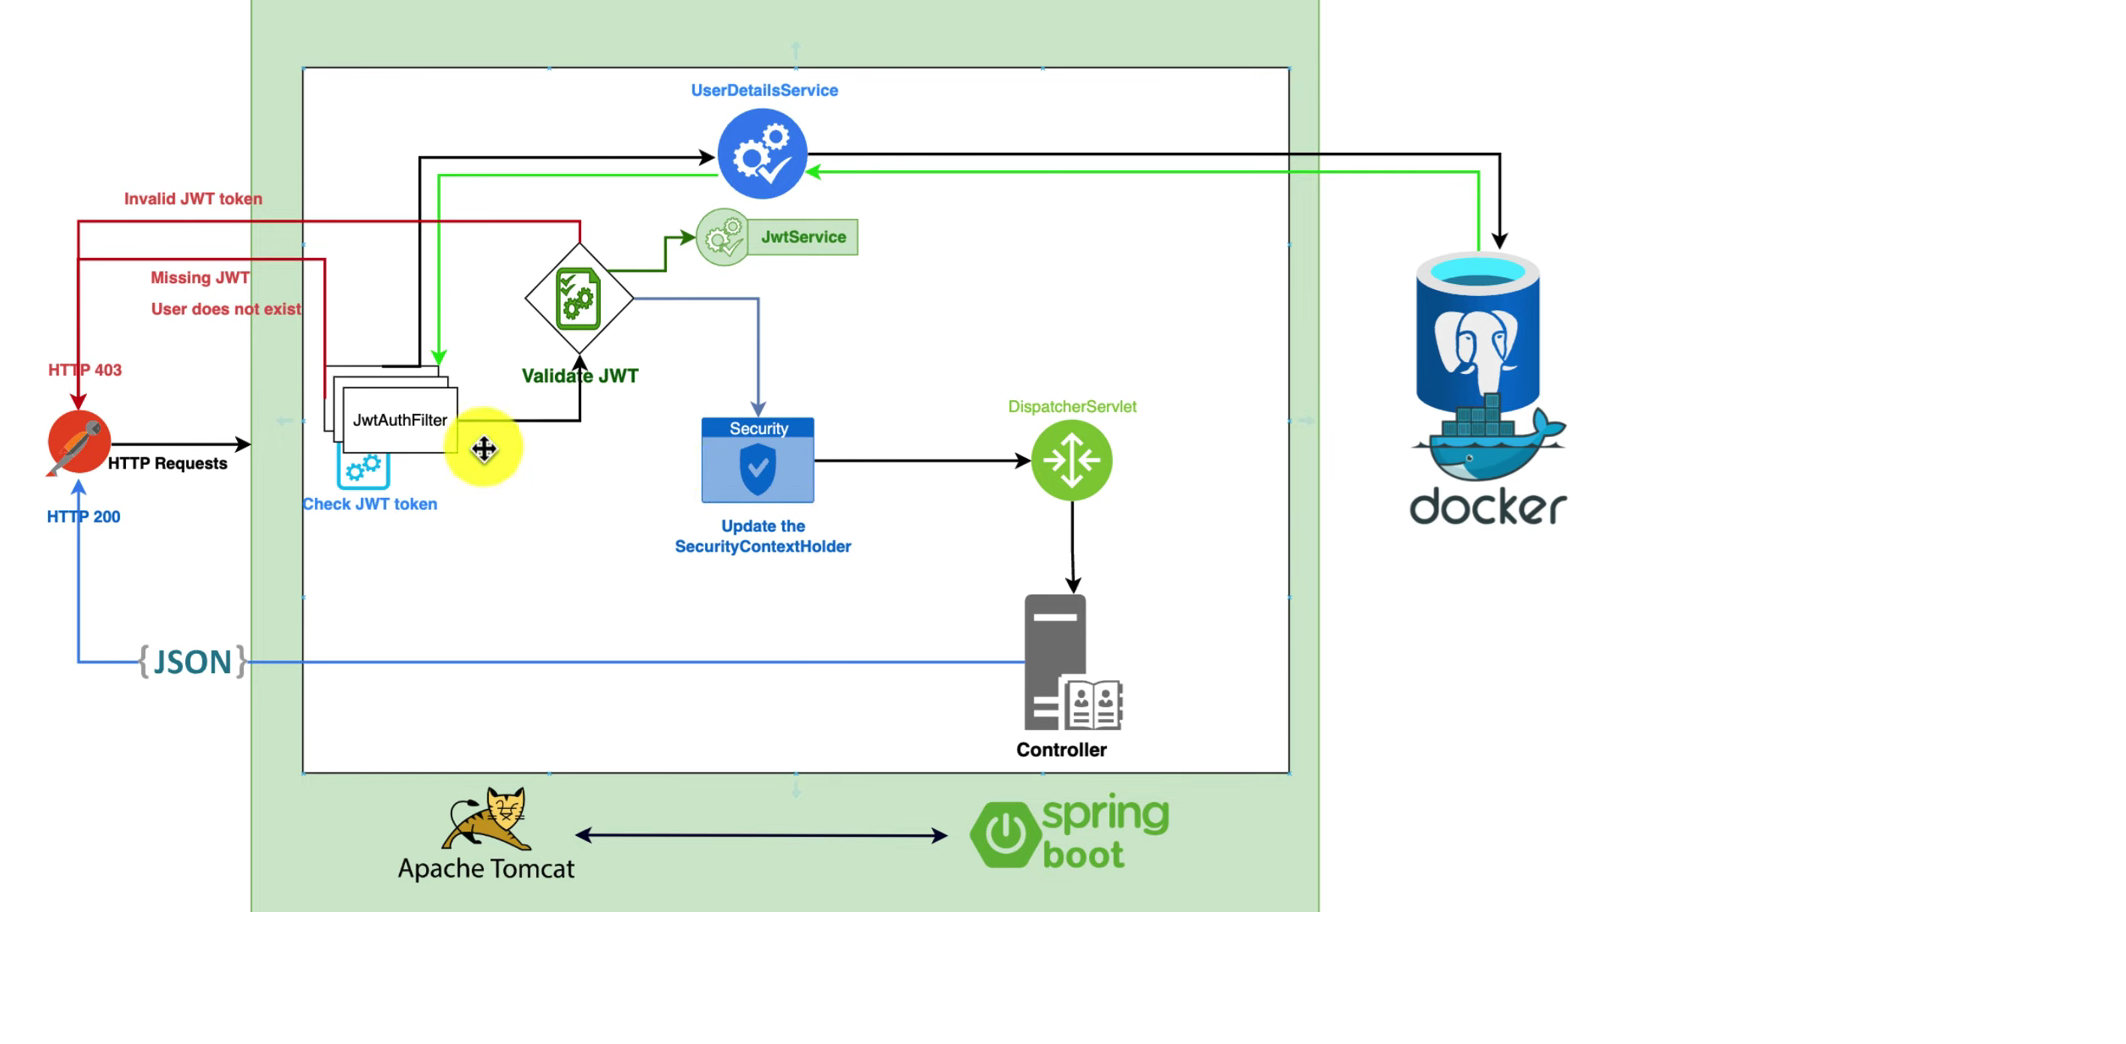 UserDetailsService
Invalid JWT token
JwtService
Missing JWT
User does not exist
HTTP 403
Validate JWT
JwtAuthFilter
DispatcherServlet
Security
HTTP Requests
Check JWT token
HTTP 200
Update the
SecurityContextHolder
docker
{JSON}
Controller
spring
boot
Apache Tomcat